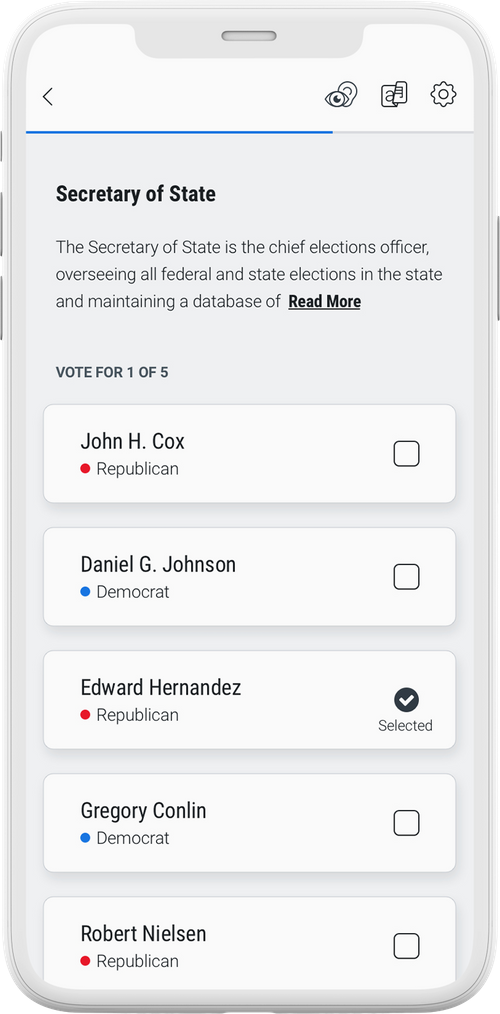 Secretary of State
The Secretary of State is the chief elections officer,
overseeing all federal and state elections in the state
and maintaining a database of Read More
VOTE FOR 1 OF 5
John H. Cox
Republican
Daniel G. Johnson
Democrat
Edward Hernandez
Republican
Selected
Gregory Conlin
Democrat
Robert Nielsen
Republican